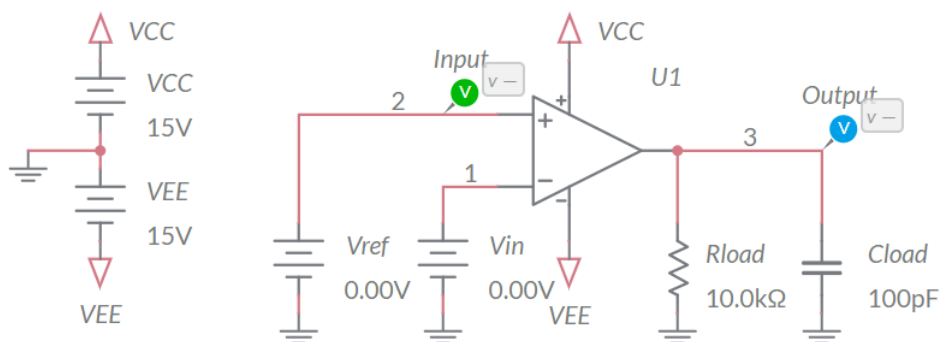 VCC
VCC
15V
VEE
15V
VEE
Input
V
v —
2
1
Vref
0.00V
Vin
0.00V
VCC
+
+
−
−
U1
VEE
3
Output
V
v —
Rload
10.0kΩ
Cload
100pF